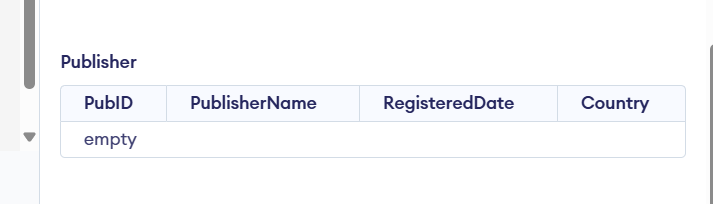 Publisher
PubID PublisherName RegisteredDate Country
empty